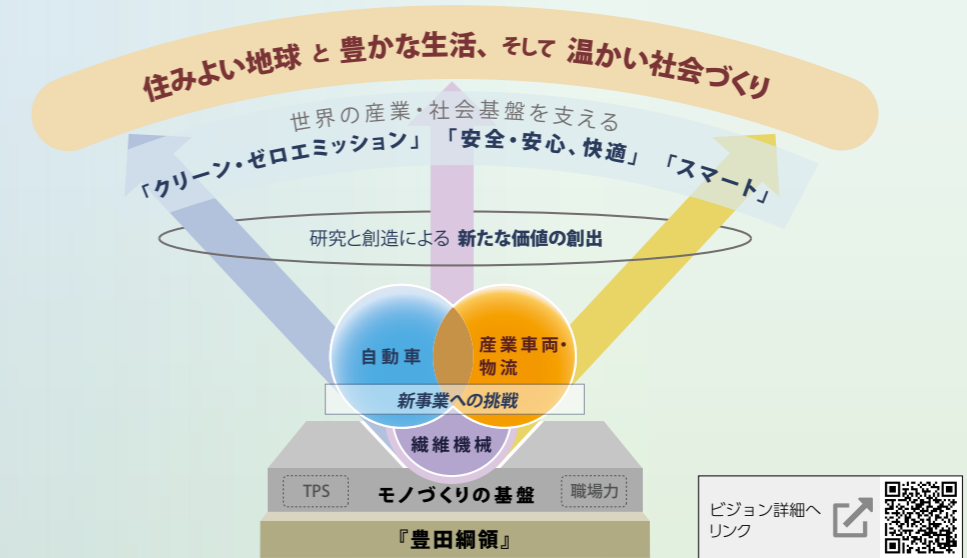 住みよい地球 と 豊かな生活、そして 温かい社会づくり
世界の産業・社会基盤を支える
「クリーン・ゼロエミッション」 「安全・安心、快適」 「スマート」
研究と創造による 新たな価値の創出
自動車
産業車両・
物流
新事業への挑戦
繊維機械
TPS
モノづくりの基盤
職場力
『豊田綱領』
ビジョン詳細へ
リンク